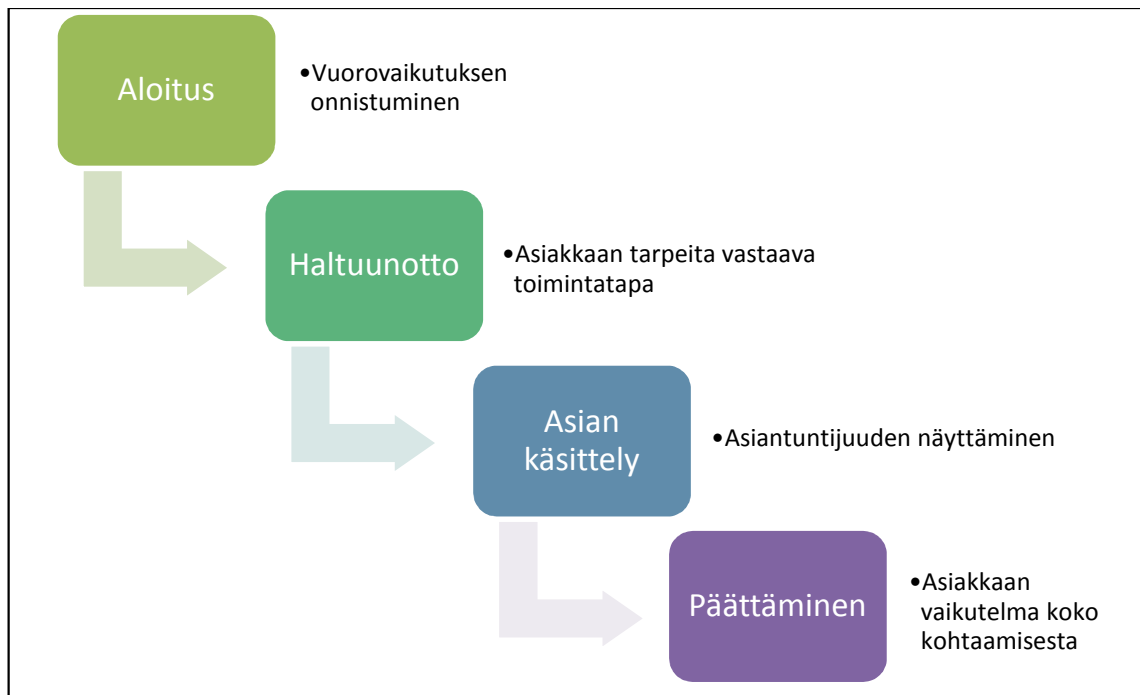 Aloitus
•Vuorovaikutuksen
onnistuminen
Haltuunotto
•Asiakkaan tarpeita vastaava
toimintatapa
Asian
käsittely
•Asiantuntijuuden näyttäminen
Päättäminen
•Asiakkaan
vaikutelma koko
kohtaamisesta